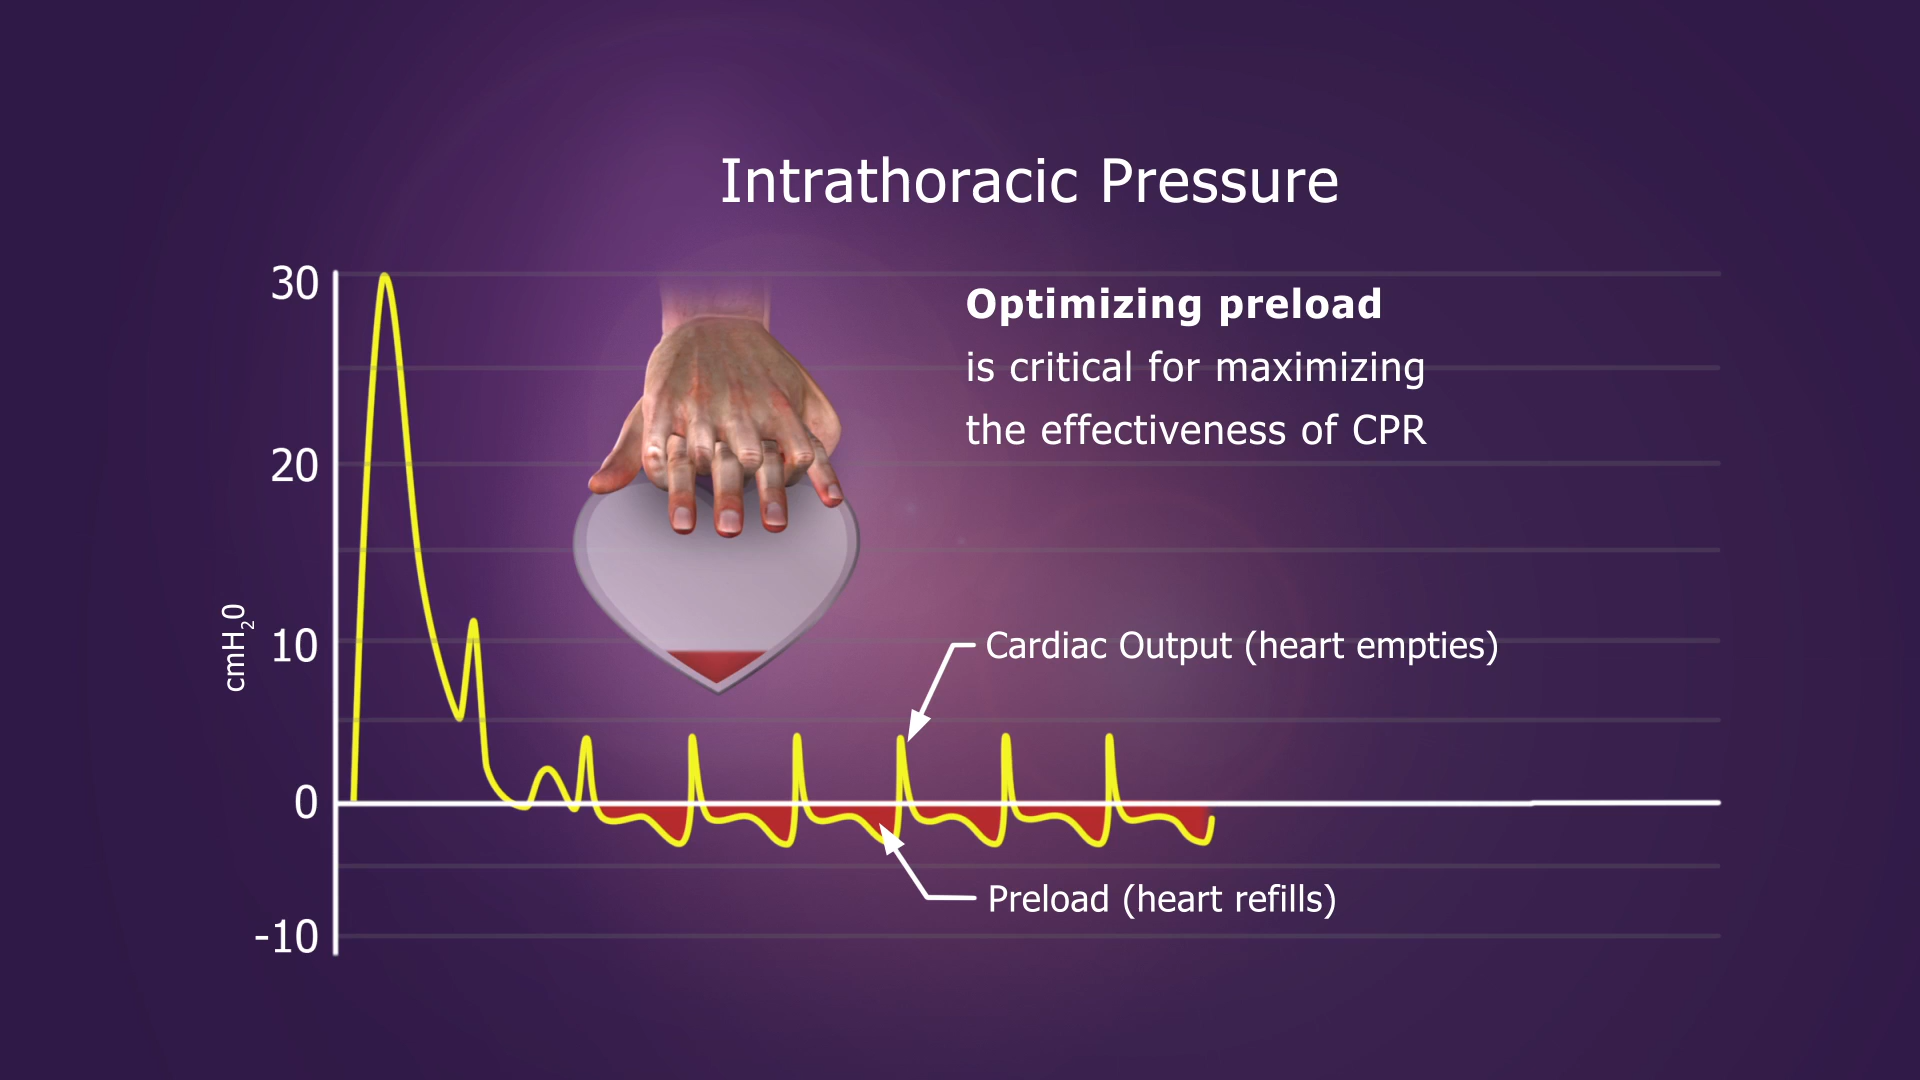 Intrathoracic Pressure
30
Optimizing preload
is critical for maximizing
the effectiveness of CPR
20
cmH₂0
10
Cardiac Output (heart empties)
0
Preload (heart refills)
-10